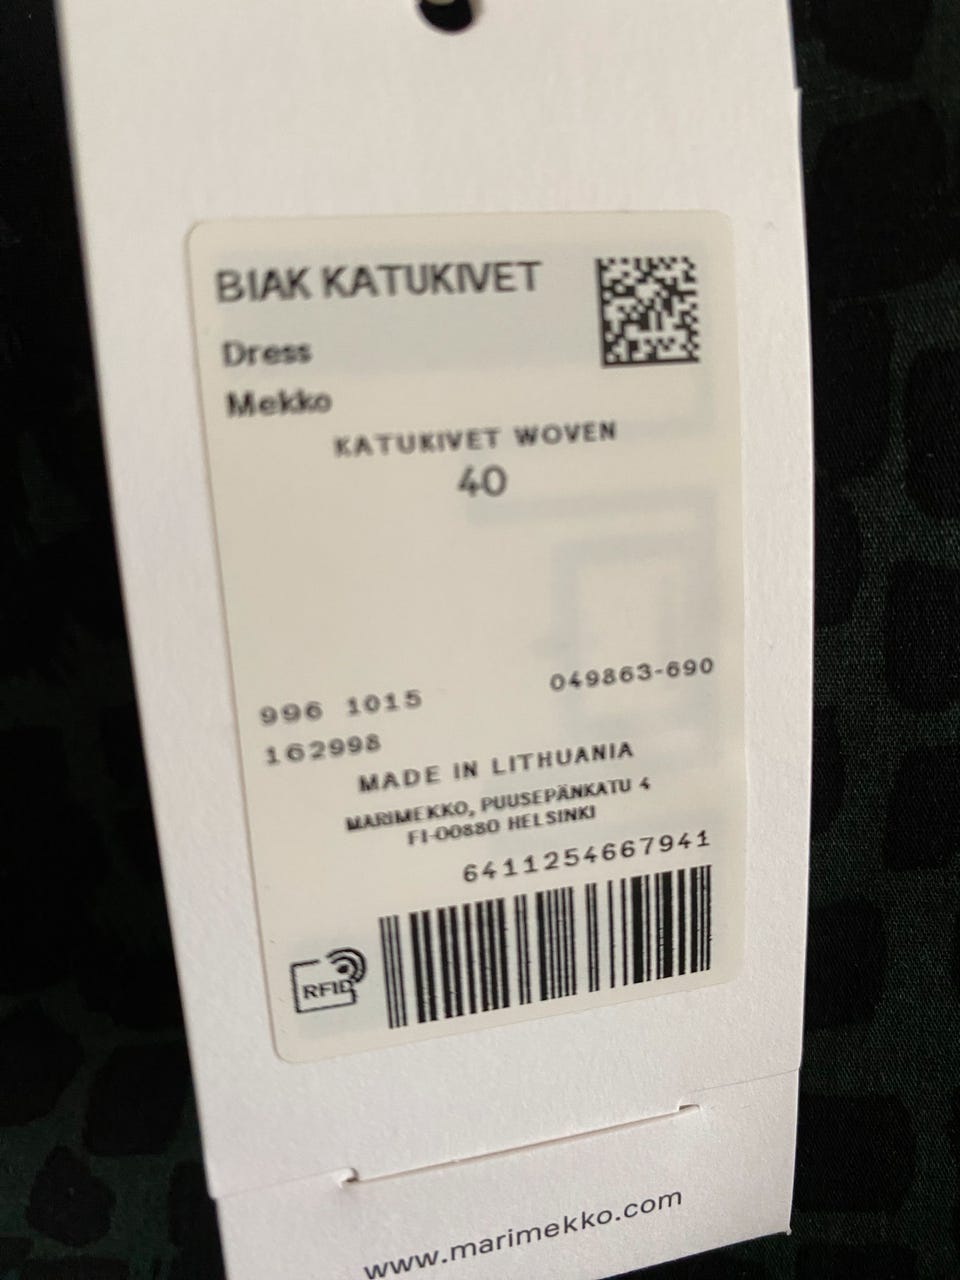 BIAK KATUKIVET
Dress
Mekko
KATUKIVET WOVEN
40
996 1015
049863-690
162998
MADE IN LITHUANIA
MARIMEKKO, PUUSEPÄNKATU 4
FI-00880 HELSINKI
6411254667941
RFID
www.marimekko.com